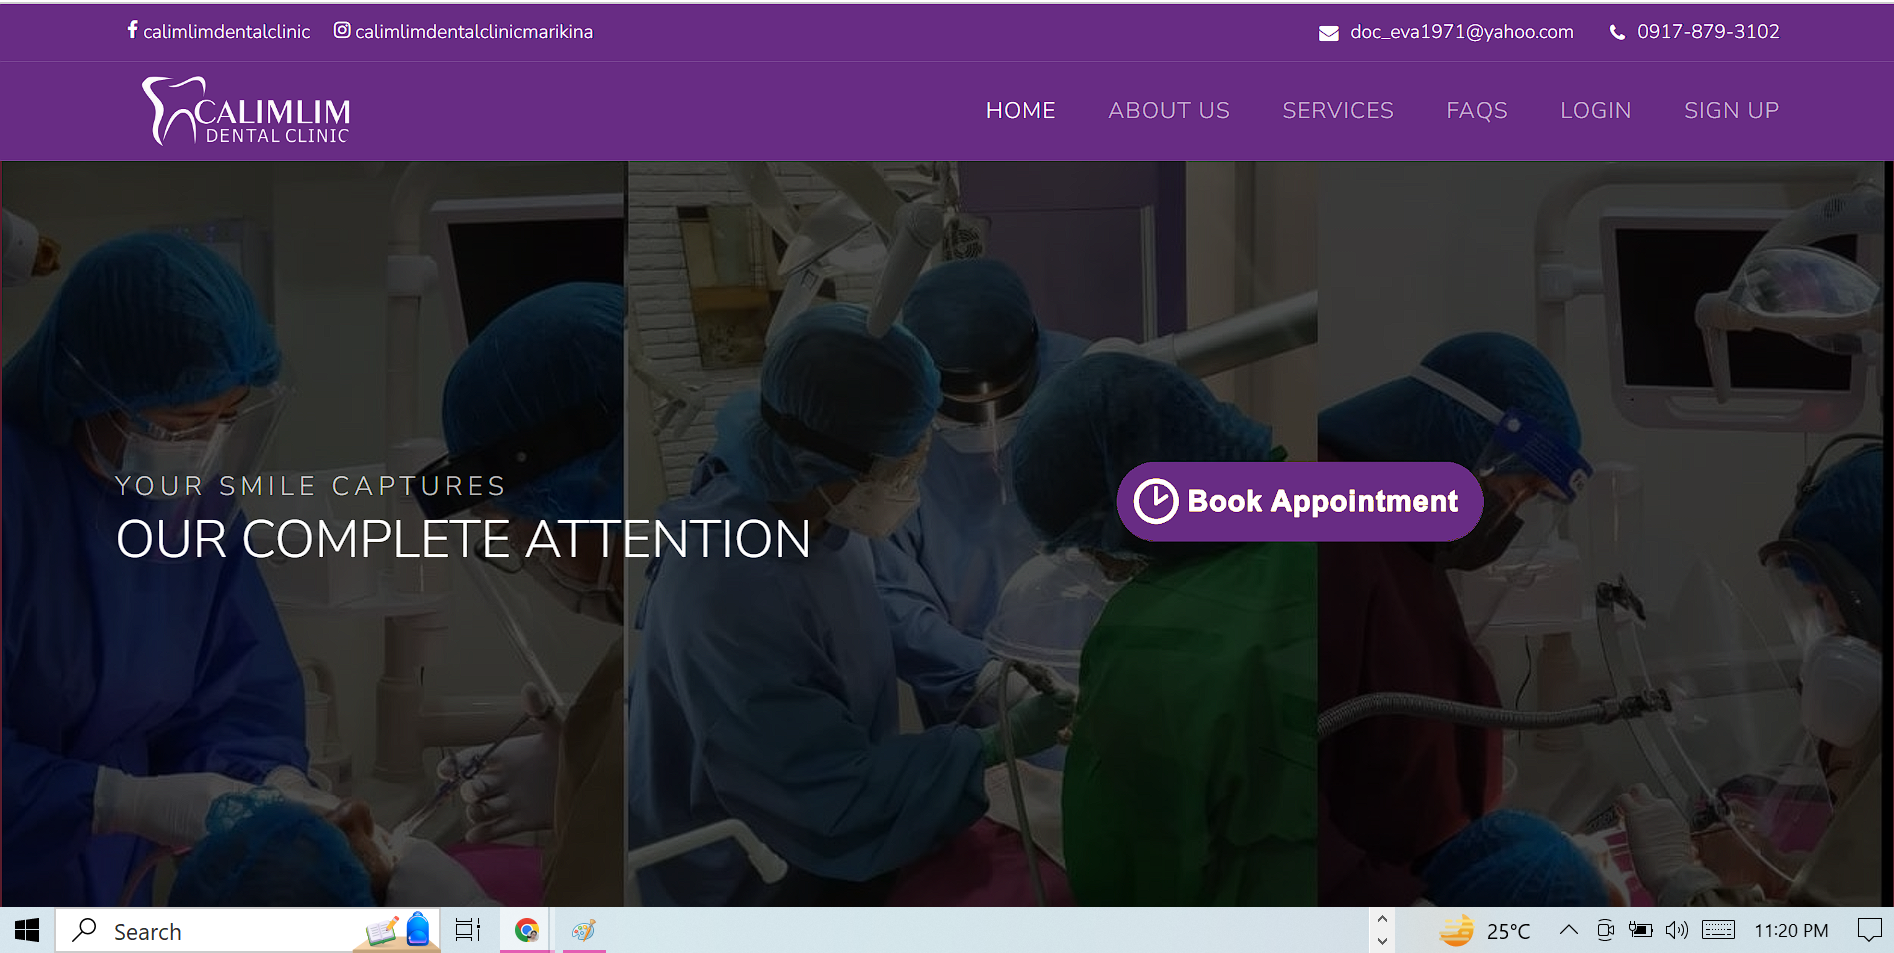 calimlimdentalclinic calimlimdentalclinicmarikina doc_eva1971@yahoo.com 0917-879-3102
CALIMLIM
DENTAL CLINIC
HOME ABOUT US SERVICES FAQS LOGIN SIGN UP
YOUR SMILE CAPTURES
OUR COMPLETE ATTENTION
Book Appointment
Search 25°C 11:20 PM